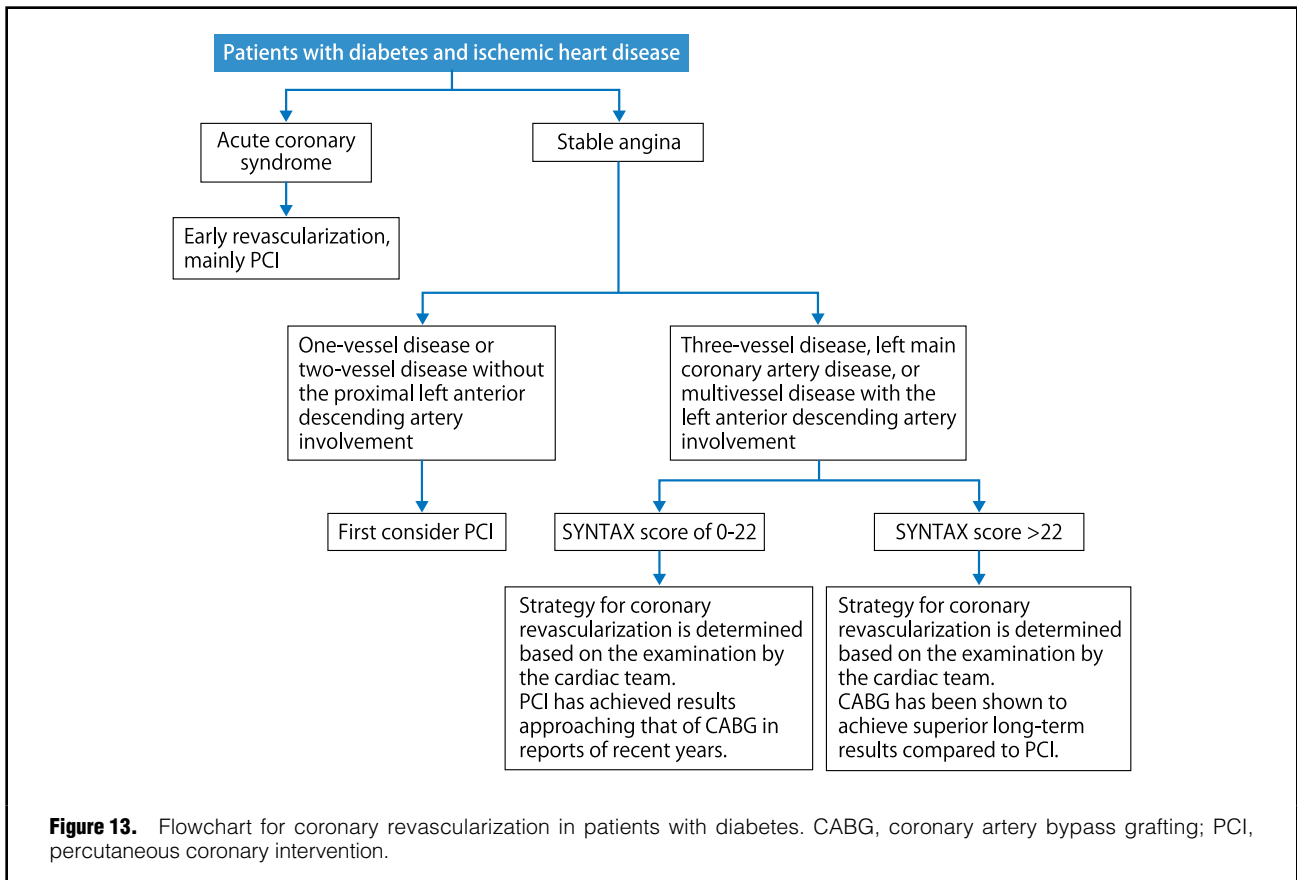 Patients with diabetes and ischemic heart disease
Acute coronary
syndrome
Stable angina
Early revascularization,
mainly PCI
One-vessel disease or
two-vessel disease without
the proximal left anterior
descending artery
involvement
Three-vessel disease, left main
coronary artery disease, or
multivessel disease with the
left anterior descending artery
involvement
First consider PCI
SYNTAX score of 0-22
SYNTAX score >22
Strategy for coronary
revascularization is determined
based on the examination by
the cardiac team.
PCI has achieved results
approaching that of CABG in
reports of recent years.
Strategy for coronary
revascularization is determined
based on the examination by
the cardiac team.
CABG has been shown to
achieve superior long-term
results compared to PCI.
Figure 13. Flowchart for coronary revascularization in patients with diabetes. CABG, coronary artery bypass grafting; PCI,
percutaneous coronary intervention.